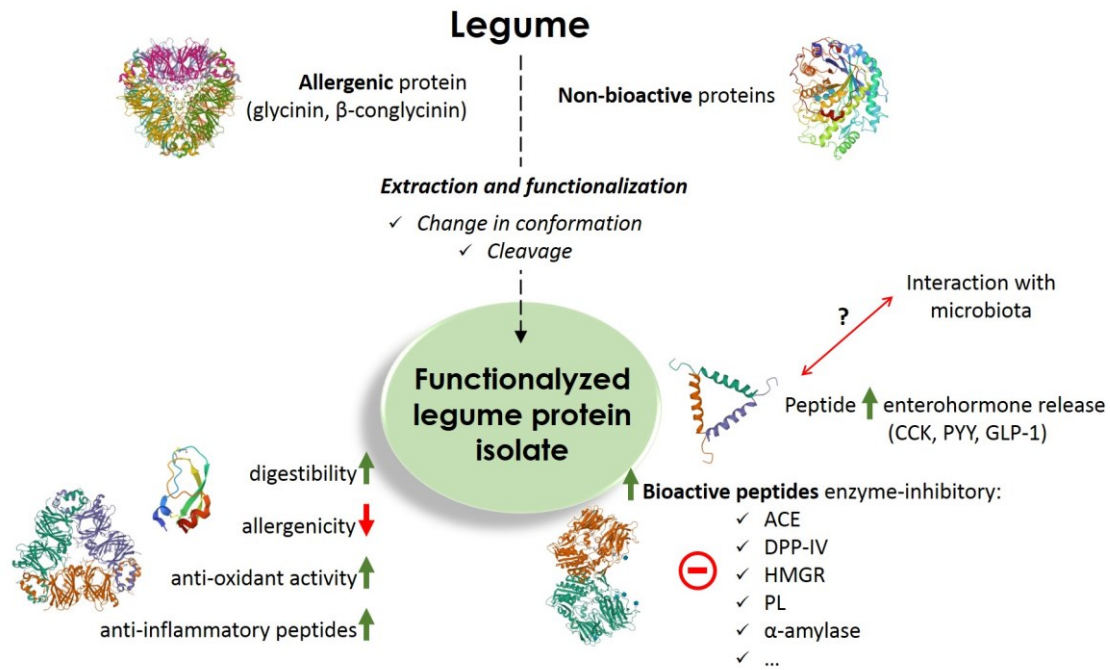 Legume
Allergenic protein
(glycinin, β-conglycinin)
Non-bioactive proteins
Extraction and functionalization
✓ Change in conformation
✓ Cleavage
Interaction with
microbiota
?
Functionalyzed
legume protein
isolate
Peptide enterohormone release
(CCK, PYY, GLP-1)
digestibility
allergenicity
anti-oxidant activity
anti-inflammatory peptides
Bioactive peptides enzyme-inhibitory:
✓ ACE
✓ DPP-IV
✓ HMGR
✓ PL
✓ α-amylase
✓ ...